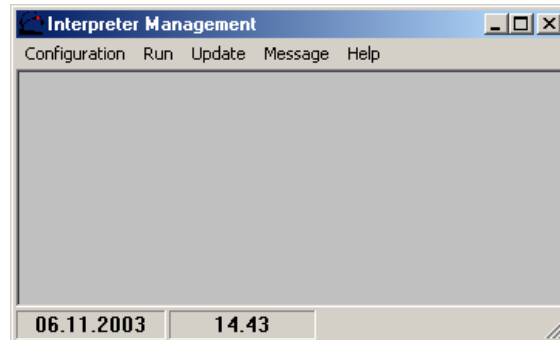 Interpreter Management
Configuration Run Update Message Help
06.11.2003 14.43